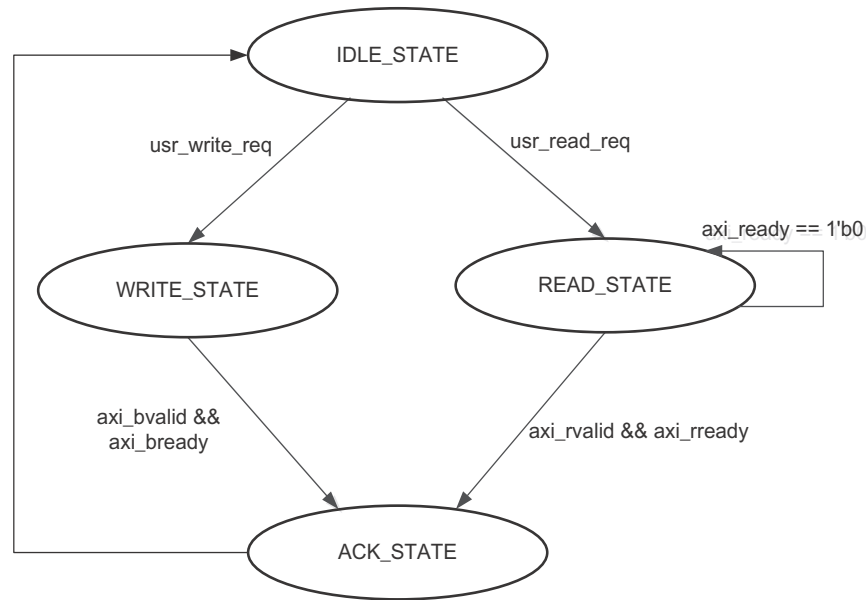 IDLE_STATE
usr_write_req
usr_read_req
axi_ready == 1'b0
WRITE_STATE
READ_STATE
axi_bvalid &&
axi_bready
axi_rvalid && axi_rready
ACK_STATE